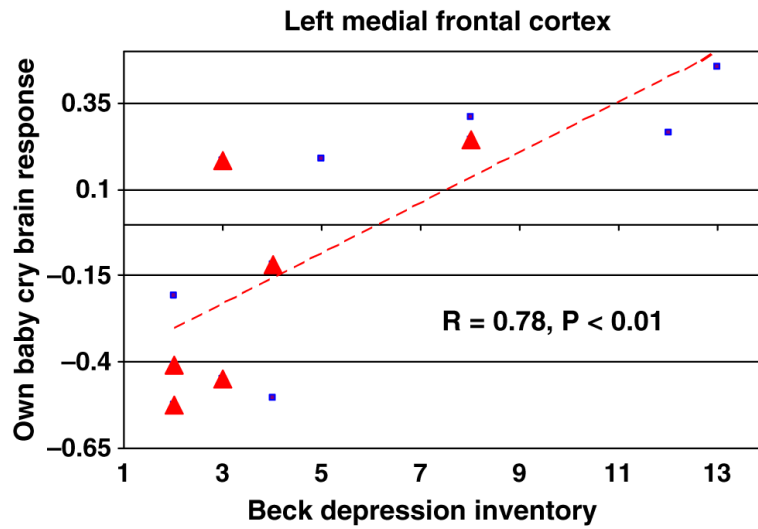 Left medial frontal cortex
Own baby cry brain response
0.35
0.1
−0.15
−0.4
−0.65
R = 0.78, P < 0.01
1 3 5 7 9 11 13
Beck depression inventory